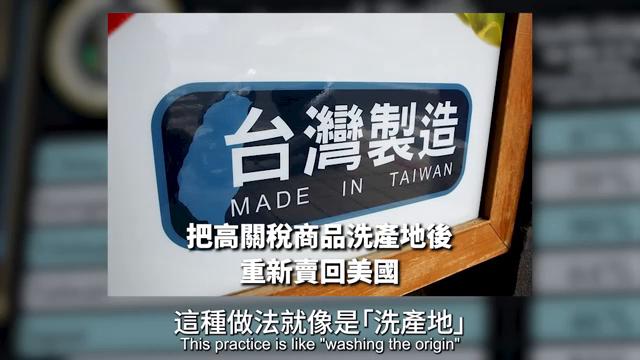 台灣製造
MADE IN TAIWAN
把高關稅商品洗產地後
重新賣回美國
這種做法就像是「洗產地」
This practice is like "washing the origin"